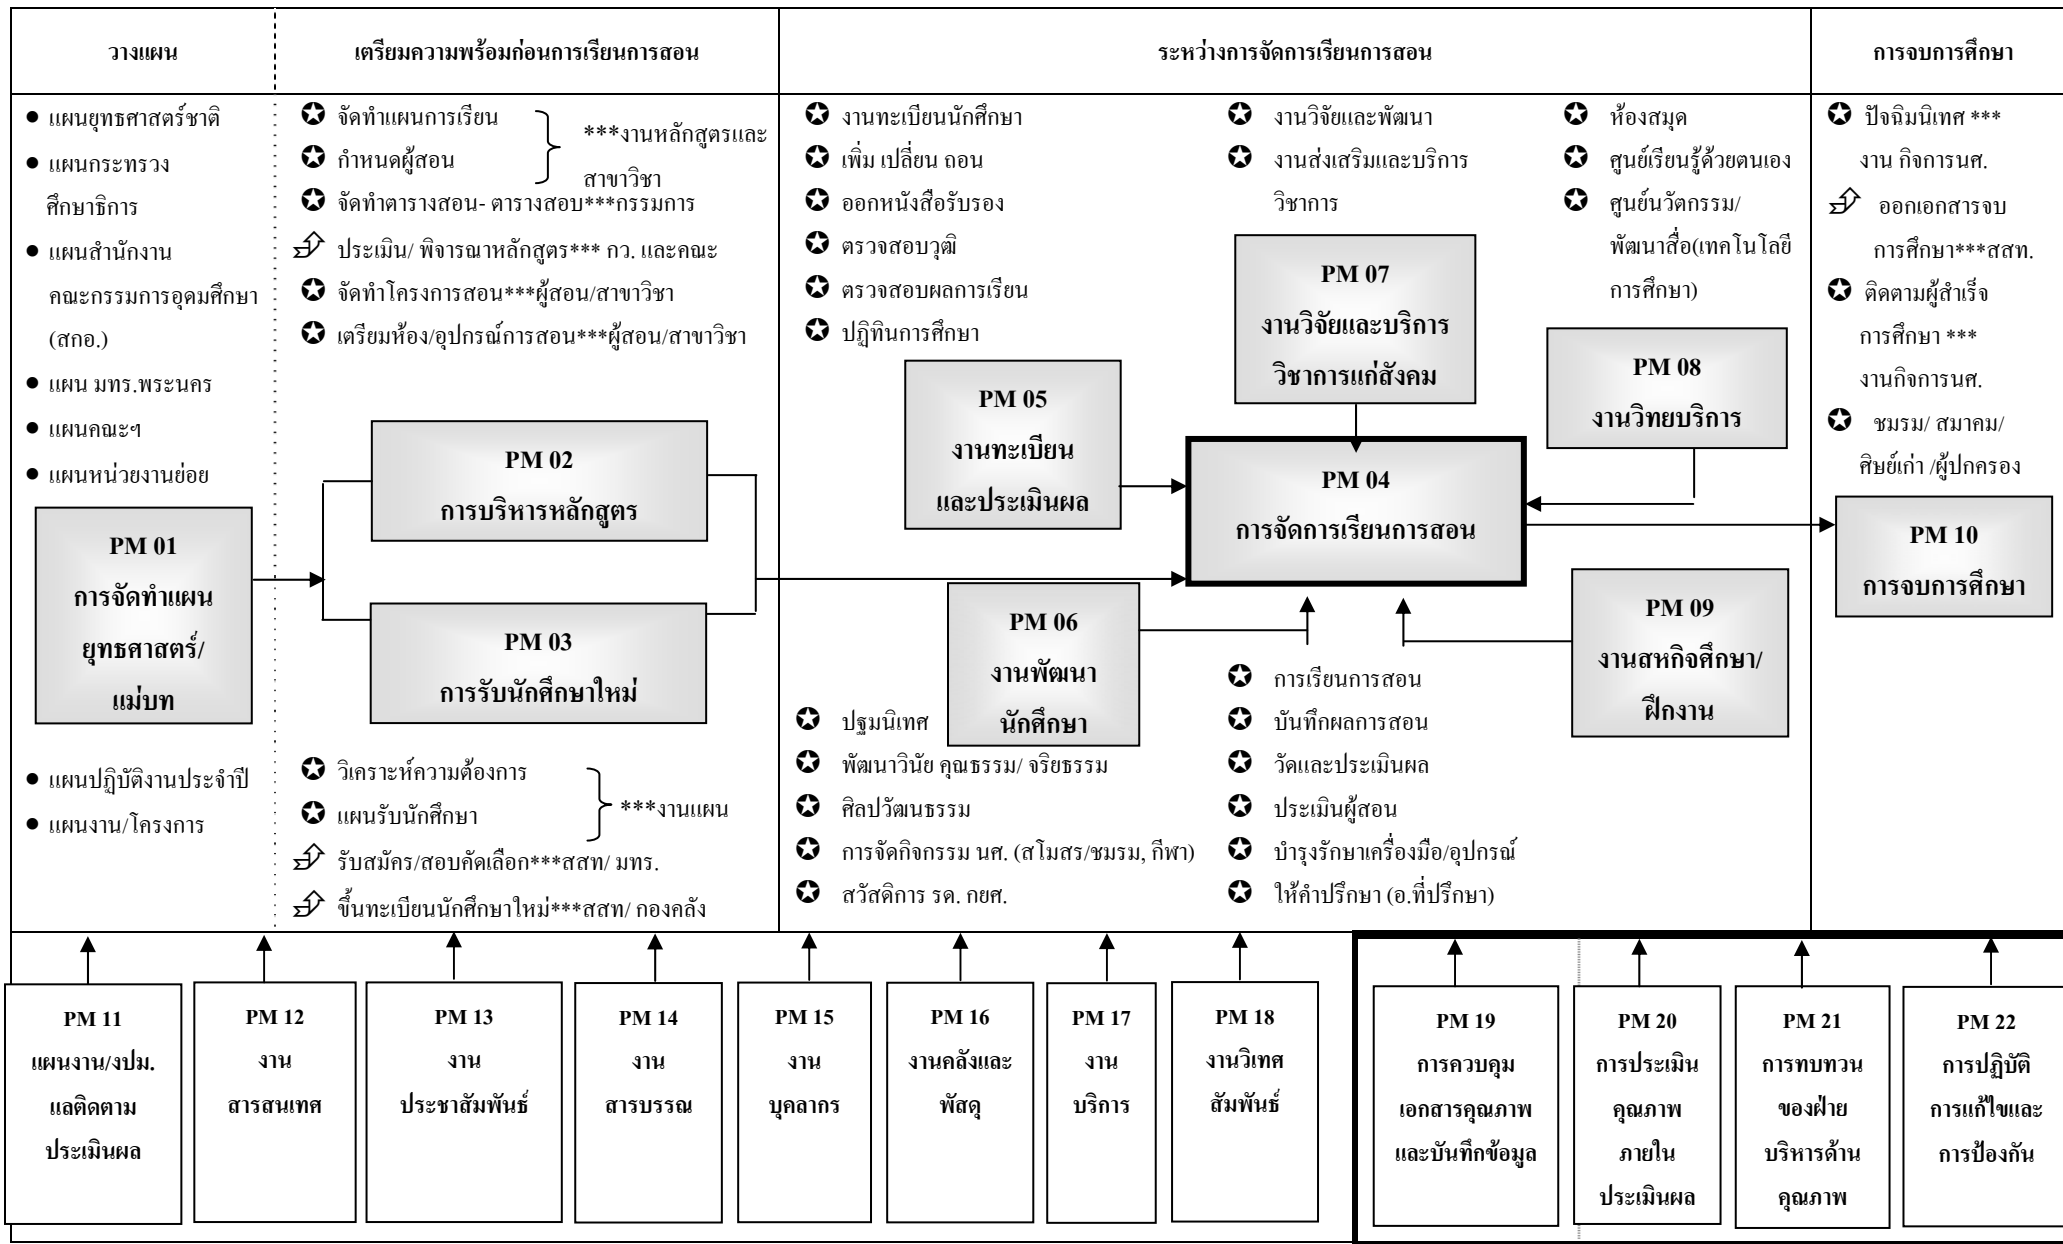 วางแผน
เตรียมความพร้อมก่อนการเรียนการสอน
ระหว่างการจัดการเรียนการสอน
การจบการศึกษา
● แผนยุทธศาสตร์ชาติ
● แผนกระทรวง
ศึกษาธิการ
● แผนสำนักงาน
คณะกรรมการอุดมศึกษา
(สกอ.)
● แผน มทร.พระนคร
● แผนคณะฯ
● แผนหน่วยงานย่อย
PM 01
การจัดทำแผน
ยุทธศาสตร์/
แม่บท
● แผนปฏิบัติงานประจำปี
● แผนงาน/โครงการ
จัดทำแผนการเรียน
กำหนดผู้สอน
***งานหลักสูตรและ
สาขาวิชา
จัดทำตารางสอน- ตารางสอบ***กรรมการ
ประเมิน/ พิจารณาหลักสูตร*** กว. และคณะ
จัดทำโครงการสอน***ผู้สอน/สาขาวิชา
เตรียมห้อง/อุปกรณ์การสอน***ผู้สอน/สาขาวิชา
PM 02
การบริหารหลักสูตร
PM 03
การรับนักศึกษาใหม่
วิเคราะห์ความต้องการ
แผนรับนักศึกษา
***งานแผน
รับสมัคร/สอบคัดเลือก***สสท/ มทร.
ขึ้นทะเบียนนักศึกษาใหม่***สสท/ กองคลัง
งานทะเบียนนักศึกษา
เพิ่ม เปลี่ยน ถอน
ออกหนังสือรับรอง
ตรวจสอบวุฒิ
ตรวจสอบผลการเรียน
ปฏิทินการศึกษา
PM 05
งานทะเบียน
และประเมินผล
งานวิจัยและพัฒนา
งานส่งเสริมและบริการ
วิชาการ
PM 07
งานวิจัยและบริการ
วิชาการแก่สังคม
ห้องสมุด
ศูนย์เรียนรู้ด้วยตนเอง
ศูนย์นวัตกรรม/
พัฒนาสื่อ(เทคโนโลยี
การศึกษา)
PM 08
งานวิทยบริการ
PM 04
การจัดการเรียนการสอน
PM 06
งานพัฒนา
นักศึกษา
ปฐมนิเทศ
พัฒนาวินัย คุณธรรม/ จริยธรรม
ศิลปวัฒนธรรม
การจัดกิจกรรม นศ. (สโมสร/ชมรม, กีฬา)
สวัสดิการ รด. กยศ.
การเรียนการสอน
บันทึกผลการสอน
วัดและประเมินผล
ประเมินผู้สอน
บำรุงรักษาเครื่องมือ/อุปกรณ์
ให้คำปรึกษา (อ.ที่ปรึกษา)
PM 09
งานสหกิจศึกษา/
ฝึกงาน
ปัจฉิมนิเทศ ***
งาน กิจการนศ.
ออกเอกสารจบ
การศึกษา***สสท.
ติดตามผู้สำเร็จ
การศึกษา ***
งานกิจการนศ.
ชมรม/ สมาคม/
ศิษย์เก่า /ผู้ปกครอง
PM 10
การจบการศึกษา
PM 11
แผนงาน/งปม.
แลติดตาม
ประเมินผล
PM 12
งาน
สารสนเทศ
PM 13
งาน
ประชาสัมพันธ์
PM 14
งาน
สารบรรณ
PM 15
งาน
บุคลากร
PM 16
งานคลังและ
พัสดุ
PM 17
งาน
บริการ
PM 18
งานวิเทศ
สัมพันธ์
PM 19
การควบคุม
เอกสารคุณภาพ
และบันทึกข้อมูล
PM 20
การประเมิน
คุณภาพ
ภายใน
ประเมินผล
PM 21
การทบทวน
ของฝ่าย
บริหารด้าน
คุณภาพ
PM 22
การปฏิบัติ
การแก้ไขและ
การป้องกัน